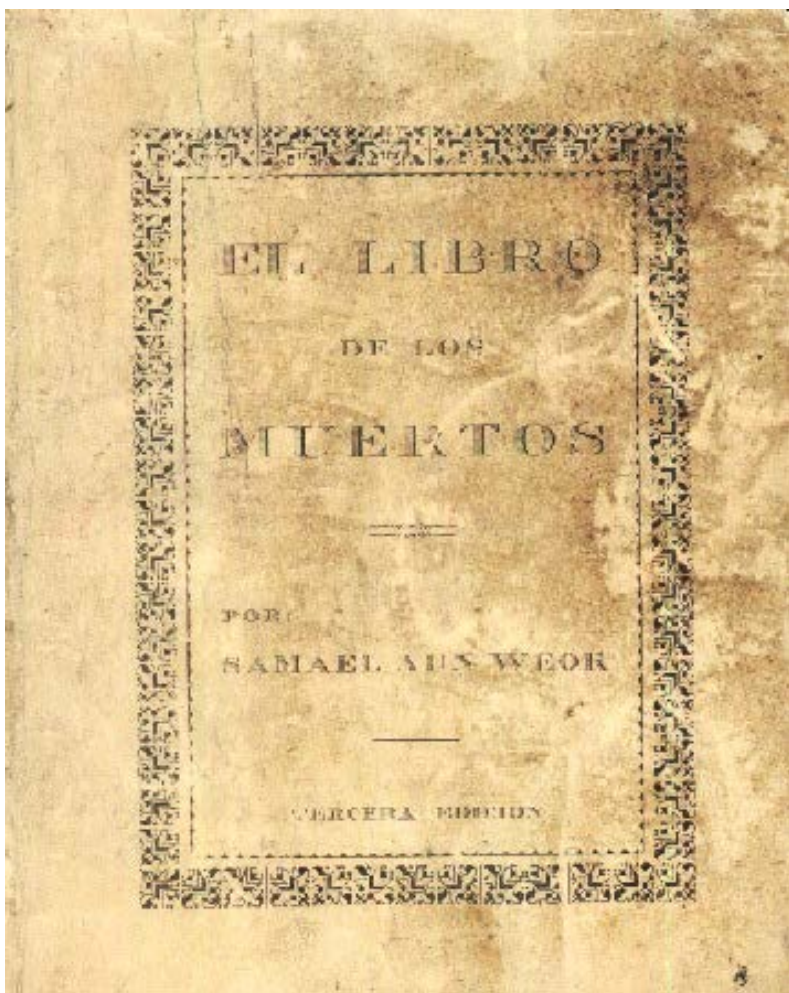 EL LIBRO
DE LOS
MUERTOS
POR:
SAMAEL AUN WEOR
TERCERA EDICION